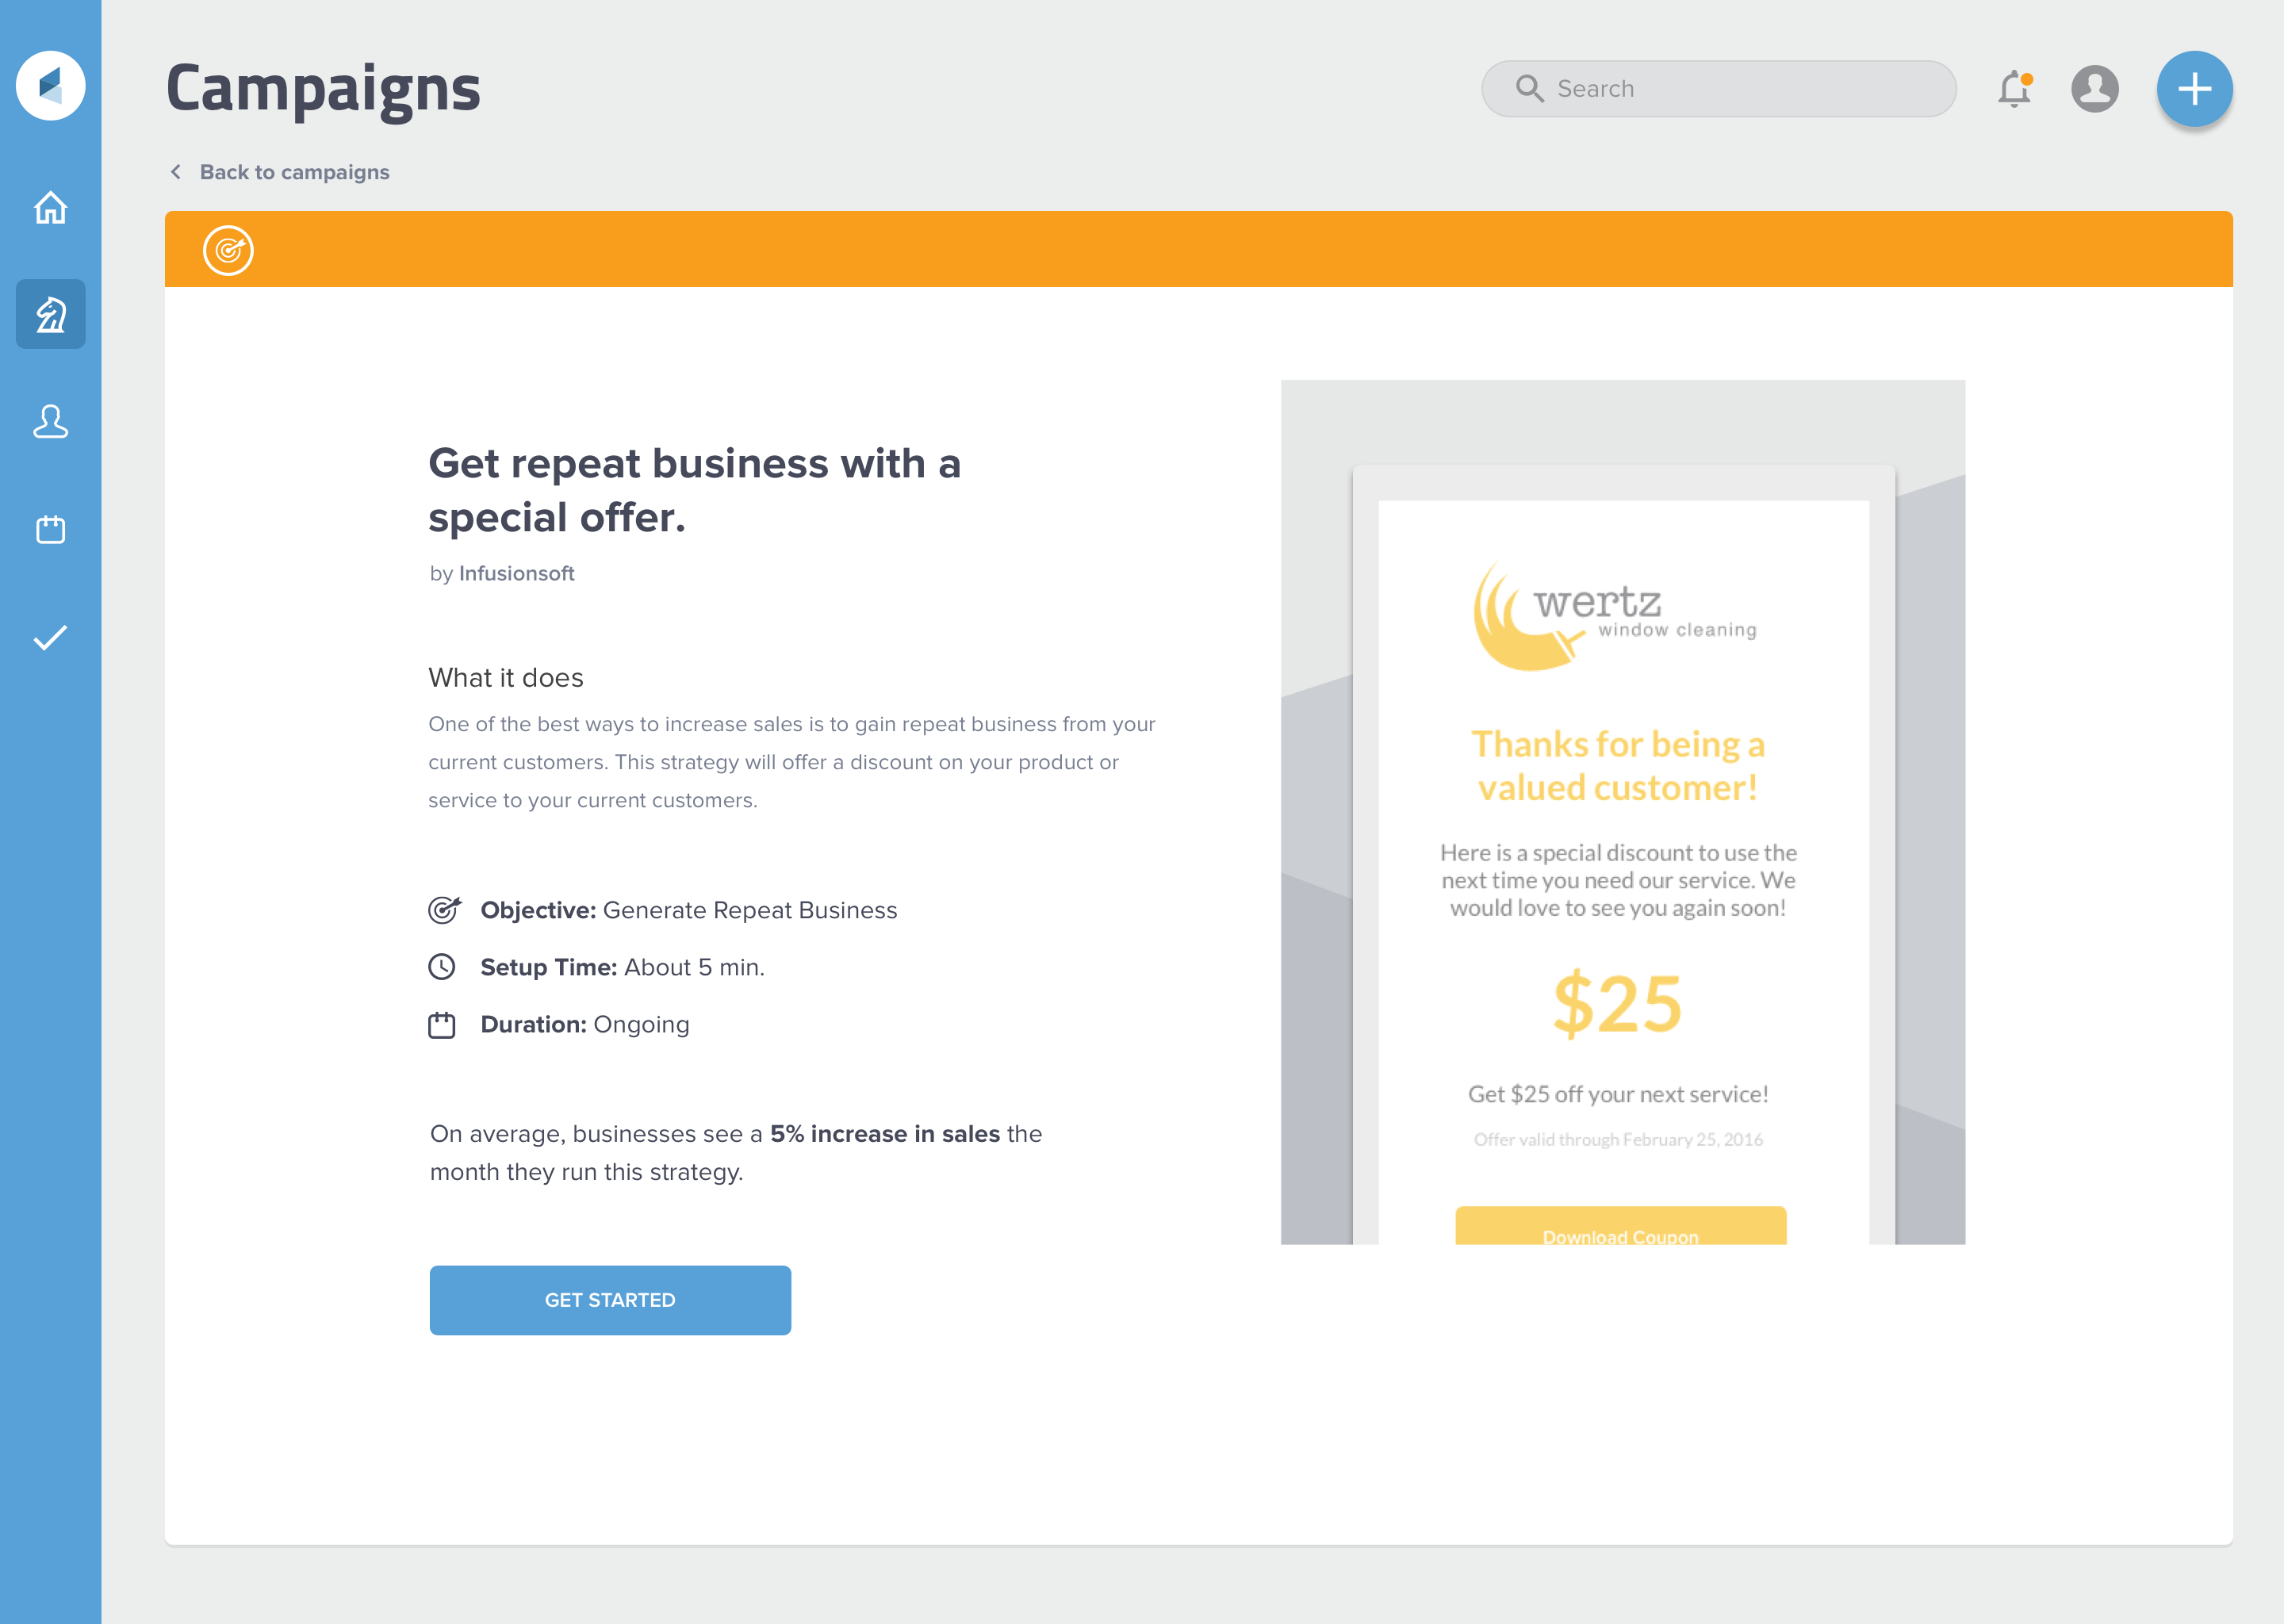 Campaigns
Search
Back to campaigns
Get repeat business with a
special offer.
by Infusionsoft
What it does
One of the best ways to increase sales is to gain repeat business from your
current customers. This strategy will offer a discount on your product or
service to your current customers.
Objective: Generate Repeat Business
Setup Time: About 5 min.
Duration: Ongoing
On average, businesses see a 5% increase in sales the
month they run this strategy.
GET STARTED
wertz
window cleaning
Thanks for being a
valued customer!
Here is a special discount to use the
next time you need our service. We
would love to see you again soon!
$25
Get $25 off your next service!
Offer valid through February 25, 2016
Download Coupon